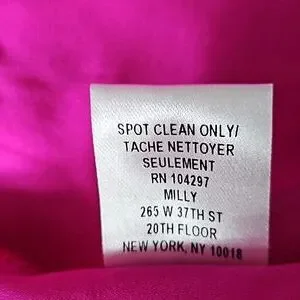 SPOT CLEAN ONLY/
TACHE NETTOYER
SEULEMENT
RN 104297
MILLY
265 W 37TH ST
20TH FLOOR
NEW YORK, NY 10018